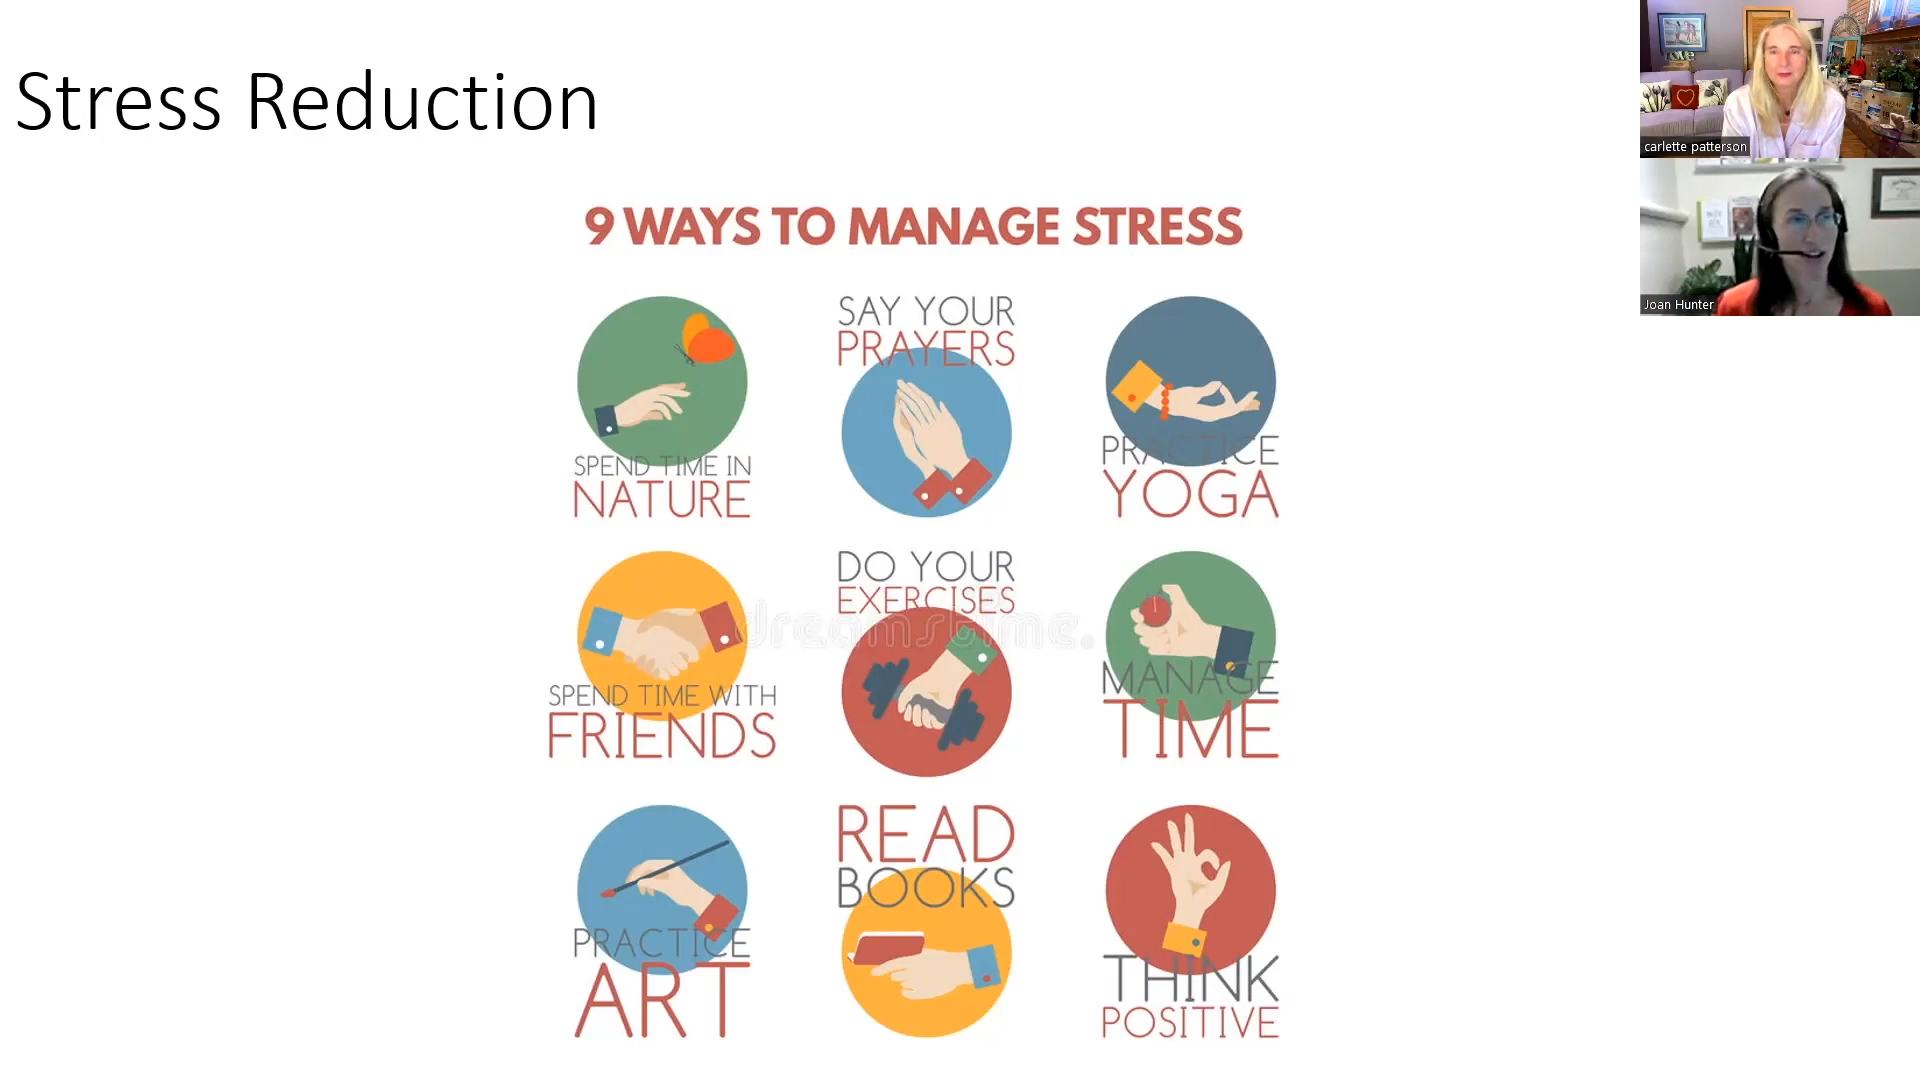 Stress Reduction
carlette patterson
Joan Hunter
9 WAYS TO MANAGE STRESS
SPEND TIME IN
NATURE
SAY YOUR
PRAYERS
PRACTICE
YOGA
SPEND TIME WITH
FRIENDS
DO YOUR
EXERCISES
MANAGE
TIME
dreamstime.
PRACTICE
ART
READ
BOOKS
THINK
POSITIVE